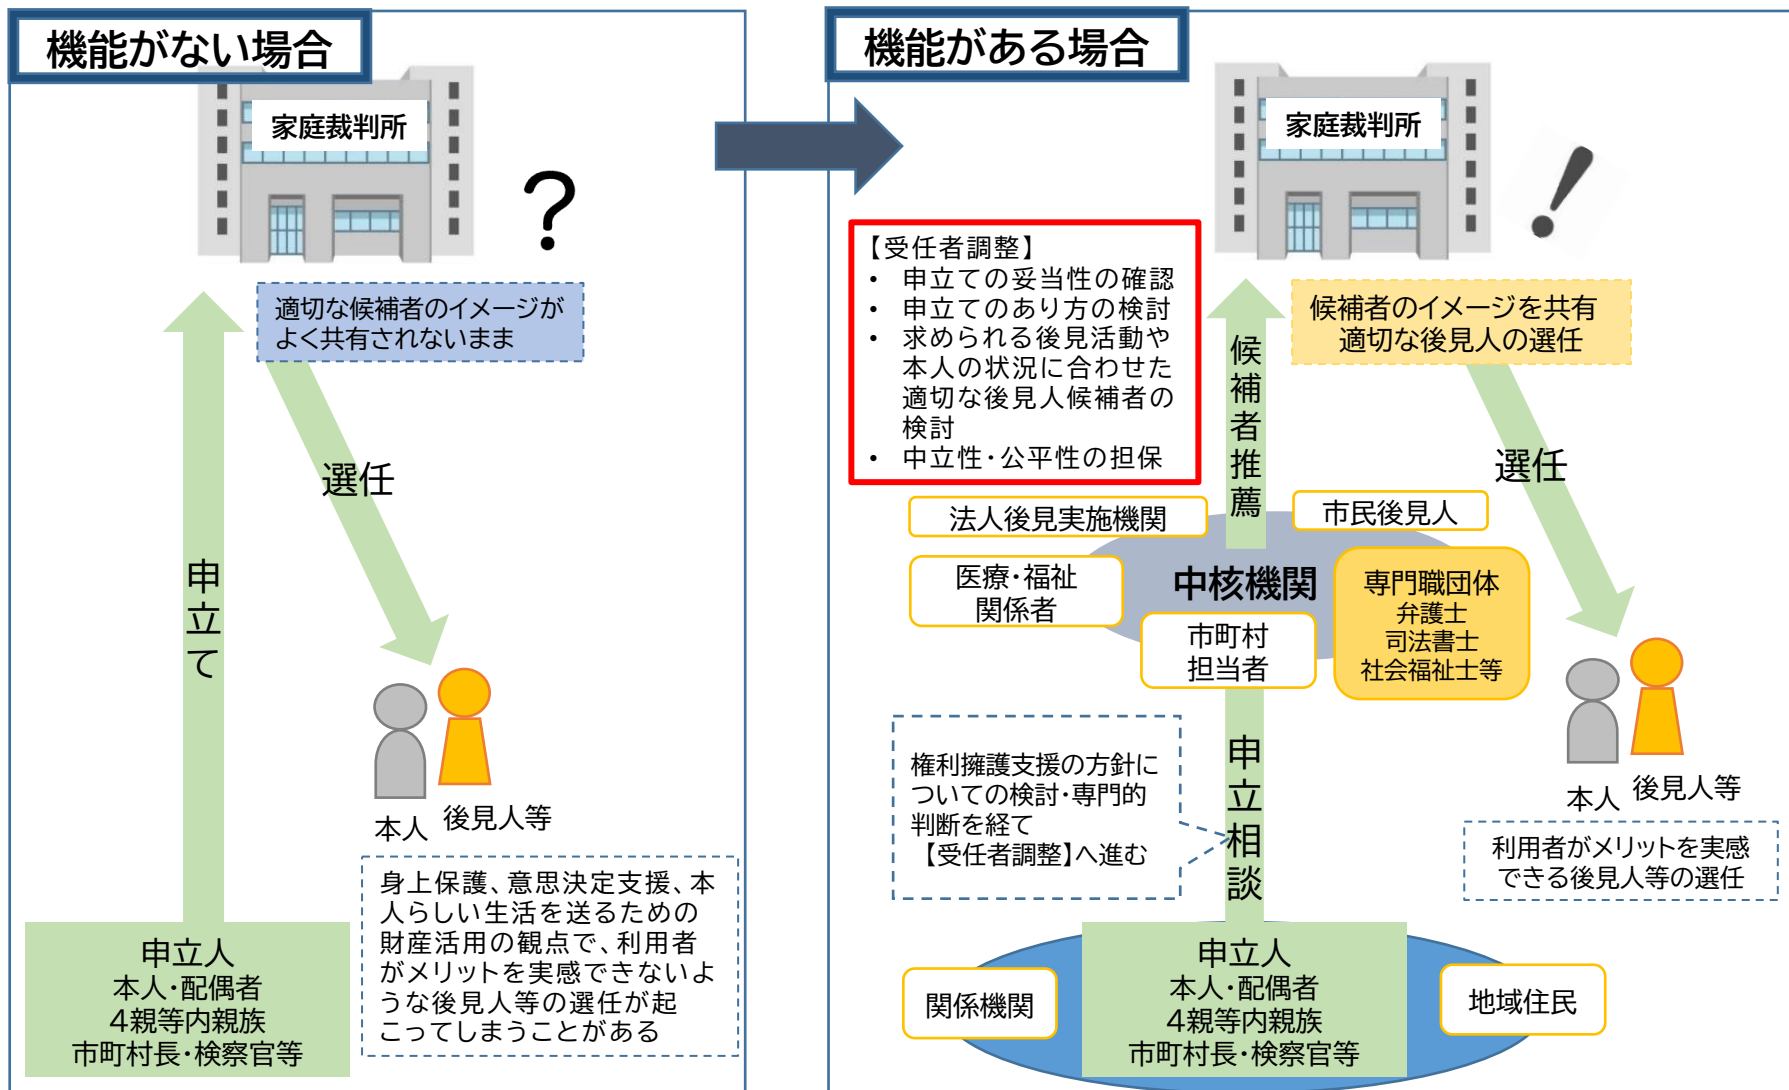 機能がない場合
家庭裁判所
?
適切な候補者のイメージが
よく共有されないまま
選任
申立て
本人
後見人等
身上保護、意思決定支援、本
人らしい生活を送るための
財産活用の観点で、利用者
がメリットを実感できないよ
うな後見人等の選任が起
こってしまうことがある
申立人
本人・配偶者
4親等内親族
市町村長・検察官等
機能がある場合
家庭裁判所
!
【受任者調整】
• 申立ての妥当性の確認
• 申立てのあり方の検討
• 求められる後見活動や
本人の状況に合わせた
適切な後見人候補者の
検討
• 中立性・公平性の担保
候補者推薦
候補者のイメージを共有
適切な後見人の選任
選任
法人後見実施機関
市民後見人
医療・福祉
関係者
中核機関
専門職団体
弁護士
司法書士
社会福祉士等
市町村
担当者
権利擁護支援の方針に
ついての検討・専門的
判断を経て
【受任者調整】へ進む
申立相談
本人
後見人等
利用者がメリットを実感
できる後見人等の選任
関係機関
申立人
本人・配偶者
4親等内親族
市町村長・検察官等
地域住民